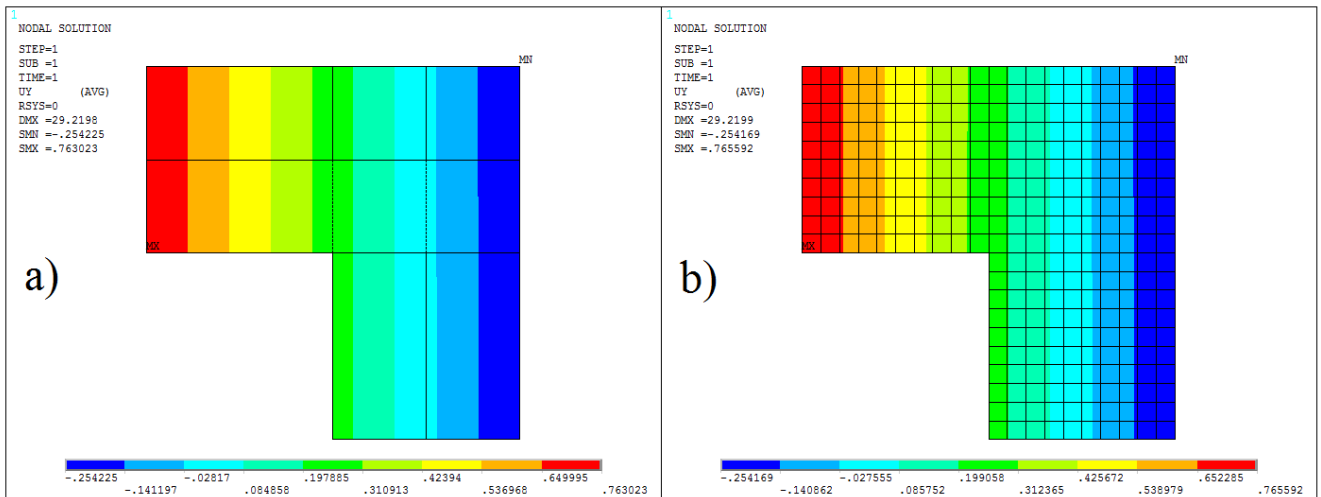 1
NODAL SOLUTION
STEP=1
SUB =1
TIME=1
UY (AVG)
RSYS=0
DMX =29.2198
SMN =-.254225
SMX =.763023
MN
MX
a)
-.254225 -.02817 .197885 .42394 .649995
-.141197 .084858 .310913 .536968 .763023
1
NODAL SOLUTION
STEP=1
SUB =1
TIME=1
UY (AVG)
RSYS=0
DMX =29.2199
SMN =-.254169
SMX =.765592
MN
MX
b)
-.254169 -.027555 .199058 .425672 .652285
-.140862 .085752 .312365 .538979 .765592